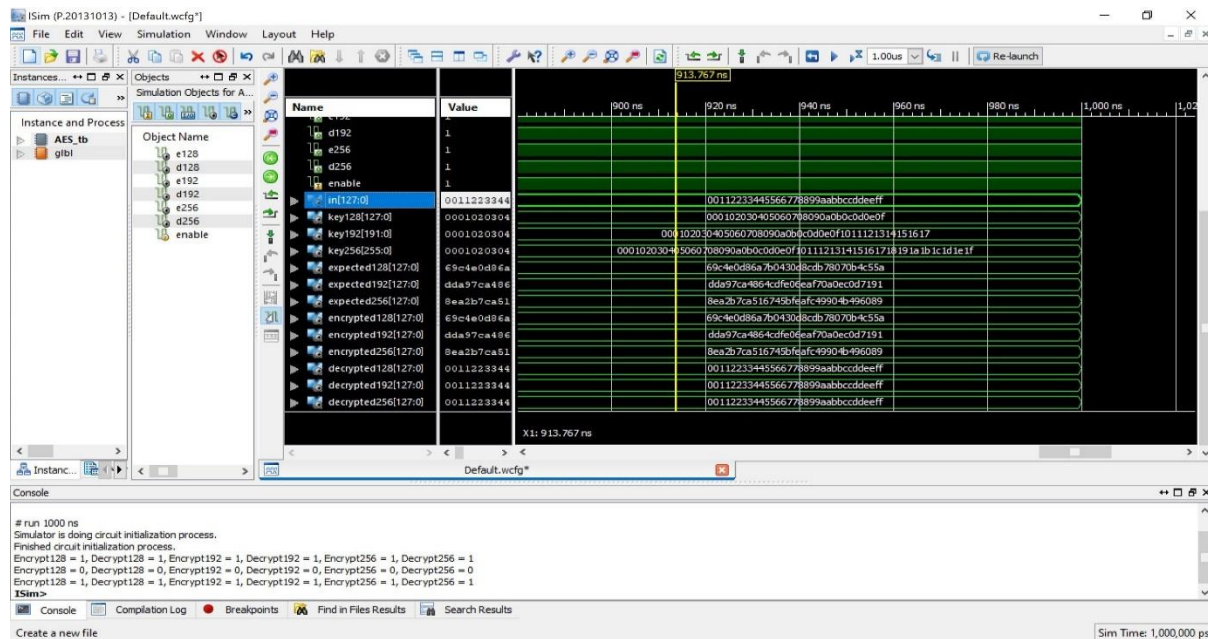 ISim (P.20131013) - [Default.wcfg*]
File Edit View Simulation Window Layout Help
1.00us Re-launch
Instances... Objects
Simulation Objects for A...
Instance and Process
AES_tb
glbl
Object Name
e128
d128
e192
d192
e256
d256
enable
913.767 ns
Name Value
900 ns 920 ns 940 ns 960 ns 980 ns 1,000 ns 1,02
d192 1
e256 1
d256 1
enable 1
in[127:0] 0011223344 00112233445566778899aabbccddeeff
key128[127:0] 0001020304 000102030405060708090a0b0c0d0e0f
key192[191:0] 0001020304 000102030405060708090a0b0c0d0e0f1011121314151617
key256[255:0] 0001020304 000102030405060708090a0b0c0d0e0f101112131415161718191a1b1c1d1e1f
expected128[127:0] 69c4e0d86a 69c4e0d86a7b0430d8cdb78070b4c55a
expected192[127:0] dda97ca486 dda97ca4864cdfe06eaf70a0ec0d7191
expected256[127:0] 8ea2b7ca51 8ea2b7ca516745bfeafc49904b496089
encrypted128[127:0] 69c4e0d86a 69c4e0d86a7b0430d8cdb78070b4c55a
encrypted192[127:0] dda97ca486 dda97ca4864cdfe06eaf70a0ec0d7191
encrypted256[127:0] 8ea2b7ca51 8ea2b7ca516745bfeafc49904b496089
decrypted128[127:0] 0011223344 00112233445566778899aabbccddeeff
decrypted192[127:0] 0011223344 00112233445566778899aabbccddeeff
decrypted256[127:0] 0011223344 00112233445566778899aabbccddeeff
X1: 913.767 ns
Instanc... Default.wcfg*
Console
# run 1000 ns
Simulator is doing circuit initialization process.
Finished circuit initialization process.
Encrypt128 = 1, Decrypt128 = 1, Encrypt192 = 1, Decrypt192 = 1, Encrypt256 = 1, Decrypt256 = 1
Encrypt128 = 0, Decrypt128 = 0, Encrypt192 = 0, Decrypt192 = 0, Encrypt256 = 0, Decrypt256 = 0
Encrypt128 = 1, Decrypt128 = 1, Encrypt192 = 1, Decrypt192 = 1, Encrypt256 = 1, Decrypt256 = 1
ISim>
Console Compilation Log Breakpoints Find in Files Results Search Results
Create a new file Sim Time: 1,000,000 ps